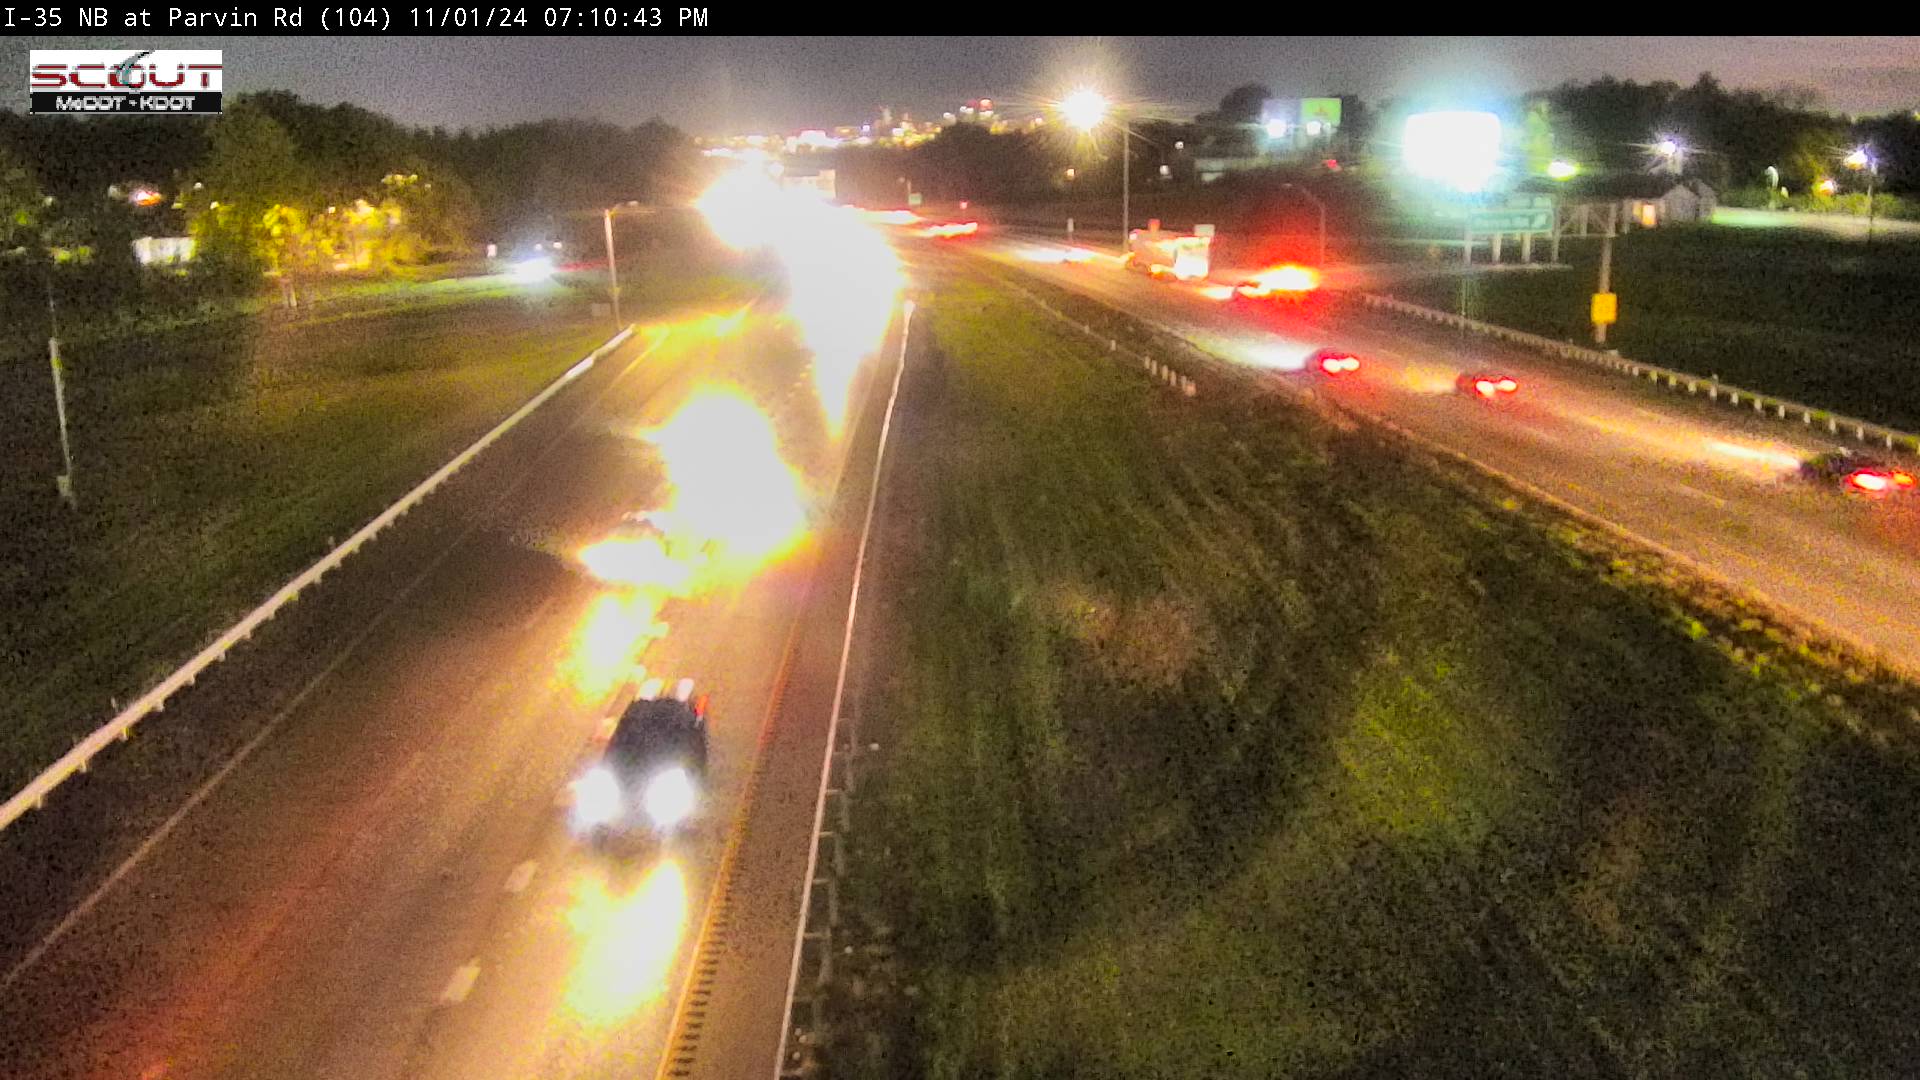 I-35 NB at Parvin Rd (104) 11/01/24 07:10:43 PM
SCOUT
MoDOT - KDOT